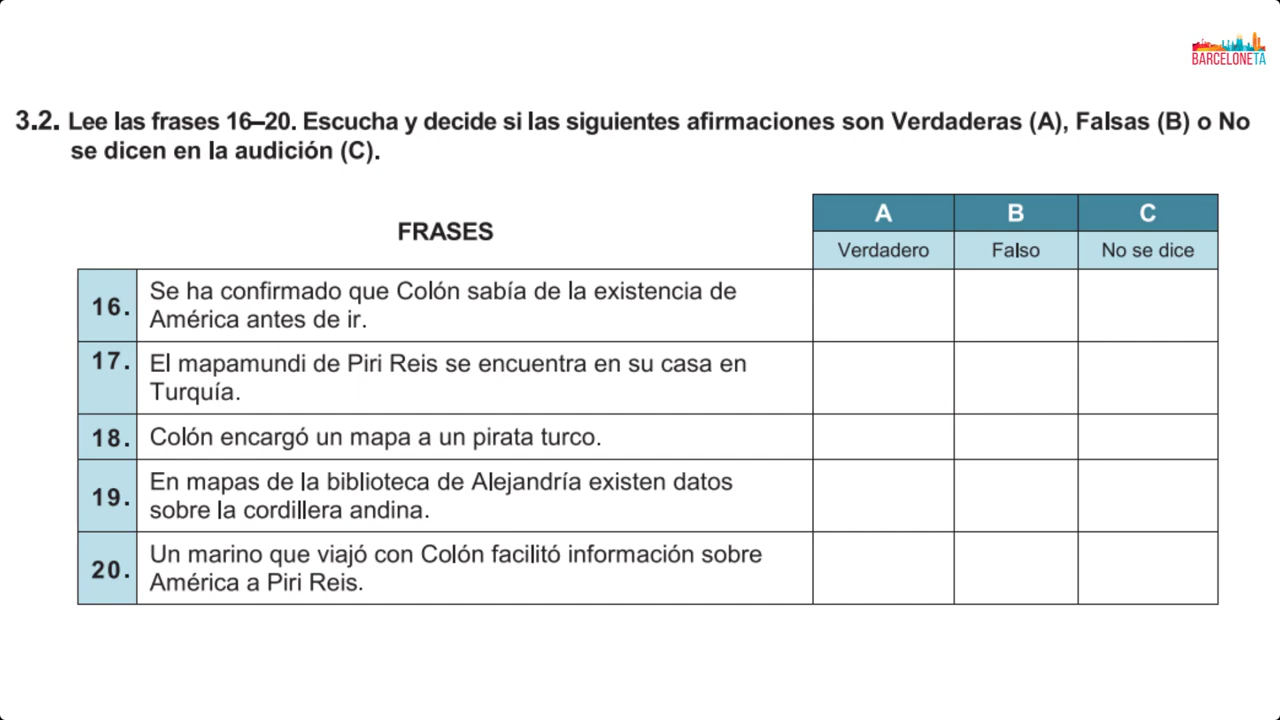 BARCELONETA
3.2. Lee las frases 16–20. Escucha y decide si las siguientes afirmaciones son Verdaderas (A), Falsas (B) o No
se dicen en la audición (C).
FRASES
A B C
Verdadero Falso No se dice
16. Se ha confirmado que Colón sabía de la existencia de
América antes de ir.
17. El mapamundi de Piri Reis se encuentra en su casa en
Turquía.
18. Colón encargó un mapa a un pirata turco.
19. En mapas de la biblioteca de Alejandría existen datos
sobre la cordillera andina.
20. Un marino que viajó con Colón facilitó información sobre
América a Piri Reis.